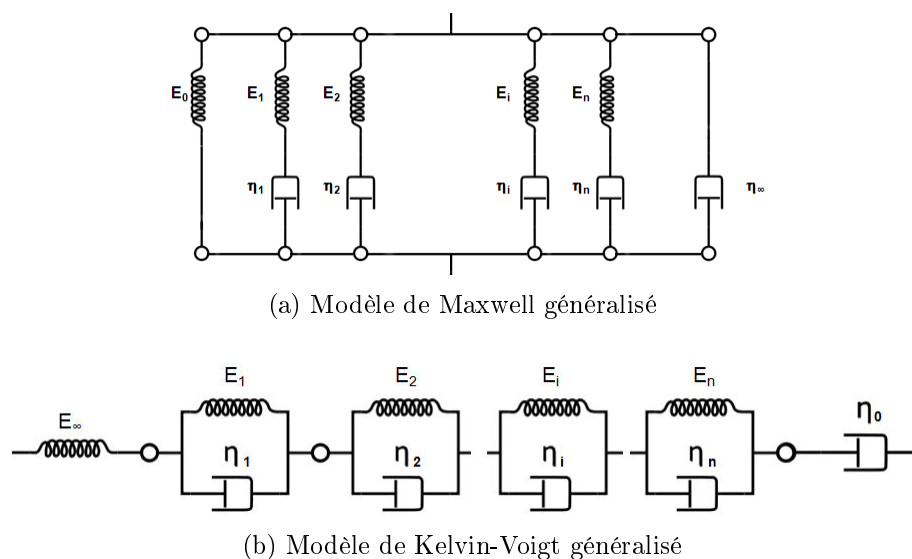 E₀ E₁ E₂ Eᵢ Eₙ
η₁ η₂ ηᵢ ηₙ η∞
(a) Modèle de Maxwell généralisé
E₁ E₂ Eᵢ Eₙ
E∞ η₀
η₁ η₂ ηᵢ ηₙ
(b) Modèle de Kelvin-Voigt généralisé